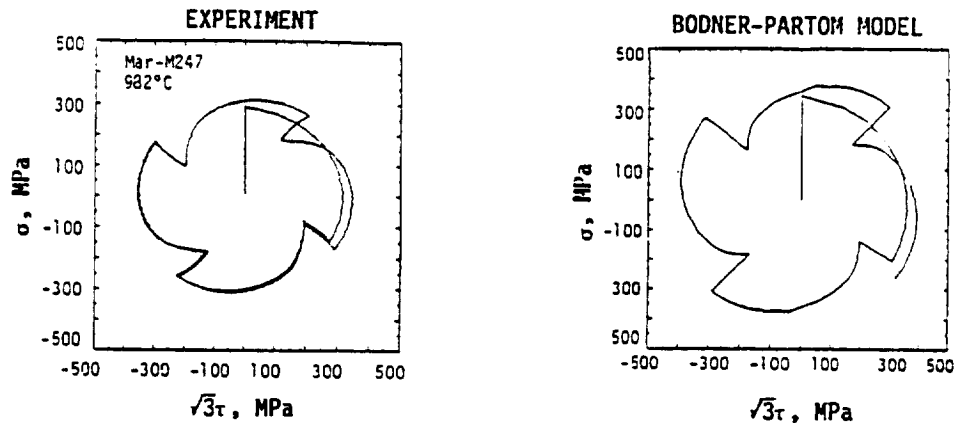 EXPERIMENT
500
300
100
-100
-300
-500
σ, MPa
Mar-M247
982°C
-500 -300 -100 100 300 500
√3τ, MPa
BODNER-PARTOM MODEL
500
300
100
-100
-300
-500
σ, MPa
-500 -300 -100 100 300 500
√3τ, MPa